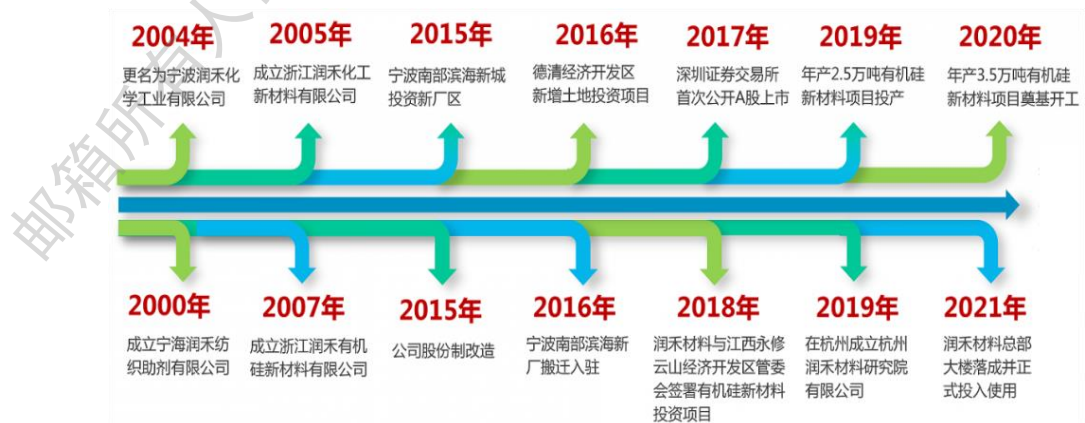 2004年
更名为宁波润禾化
学工业有限公司
2005年
成立浙江润禾化工
新材料有限公司
2015年
宁波南部滨海新城
投资新厂区
2016年
德清经济开发区
新增土地投资项目
2017年
深圳证券交易所
首次公开A股上市
2019年
年产2.5万吨有机硅
新材料项目投产
2020年
年产3.5万吨有机硅
新材料项目奠基开工
2000年
成立宁海润禾纺
织助剂有限公司
2007年
成立浙江润禾有机
硅新材料有限公司
2015年
公司股份制改造
2016年
宁波南部滨海新
厂搬迁入驻
2018年
润禾材料与江西永修
云山经济开发区管委
会签署有机硅新材料
投资项目
2019年
在杭州成立杭州
润禾材料研究院
有限公司
2021年
润禾材料总部
大楼落成并正
式投入使用
邮箱所有人